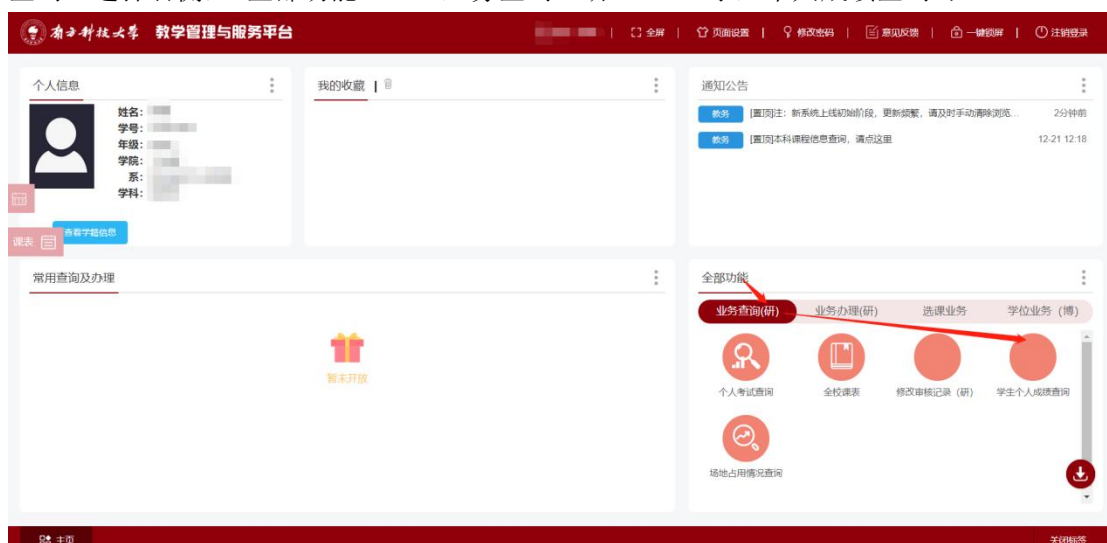 南方科技大学 教学管理与服务平台
全屏 | 页面设置 | 修改密码 | 意见反馈 | 一键锁屏 | 注销登录
个人信息
姓名：
学号：
年级：
学院：
系：
学科：
查看学籍信息
课表
我的收藏 |
通知公告
教务 [置顶]注：新系统上线初始阶段，更新频繁，请及时手动清除浏览... 2分钟前
教务 [置顶]本科课程信息查询，请点这里 12-21 12:18
常用查询及办理
暂未开放
全部功能
业务查询(研) 业务办理(研) 选课业务 学位业务（博）
个人考试查询 全校课表 修改审核记录（研） 学生个人成绩查询
场地占用情况查询
主页 关闭标签